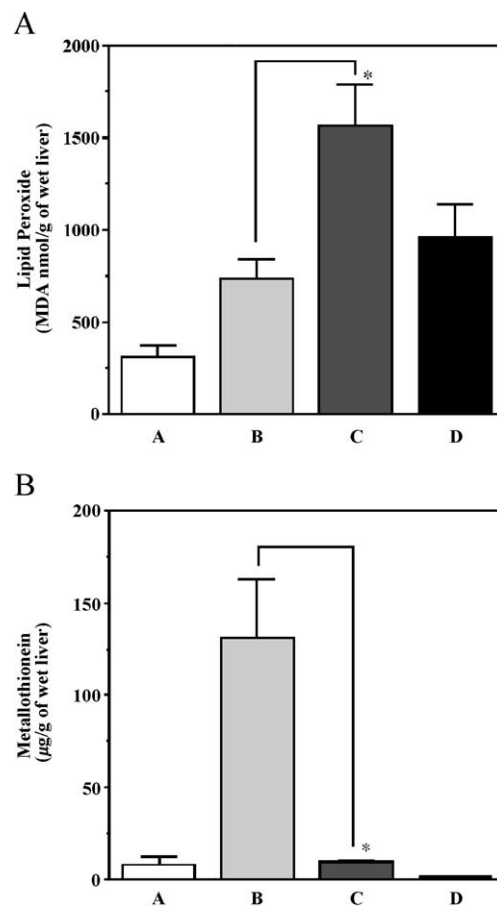 A
2000
1500
1000
500
0
Lipid Peroxide
(MDA nmol/g of wet liver)
*
A B C D
B
200
150
100
50
0
Metallothionein
(μg/g of wet liver)
*
A B C D